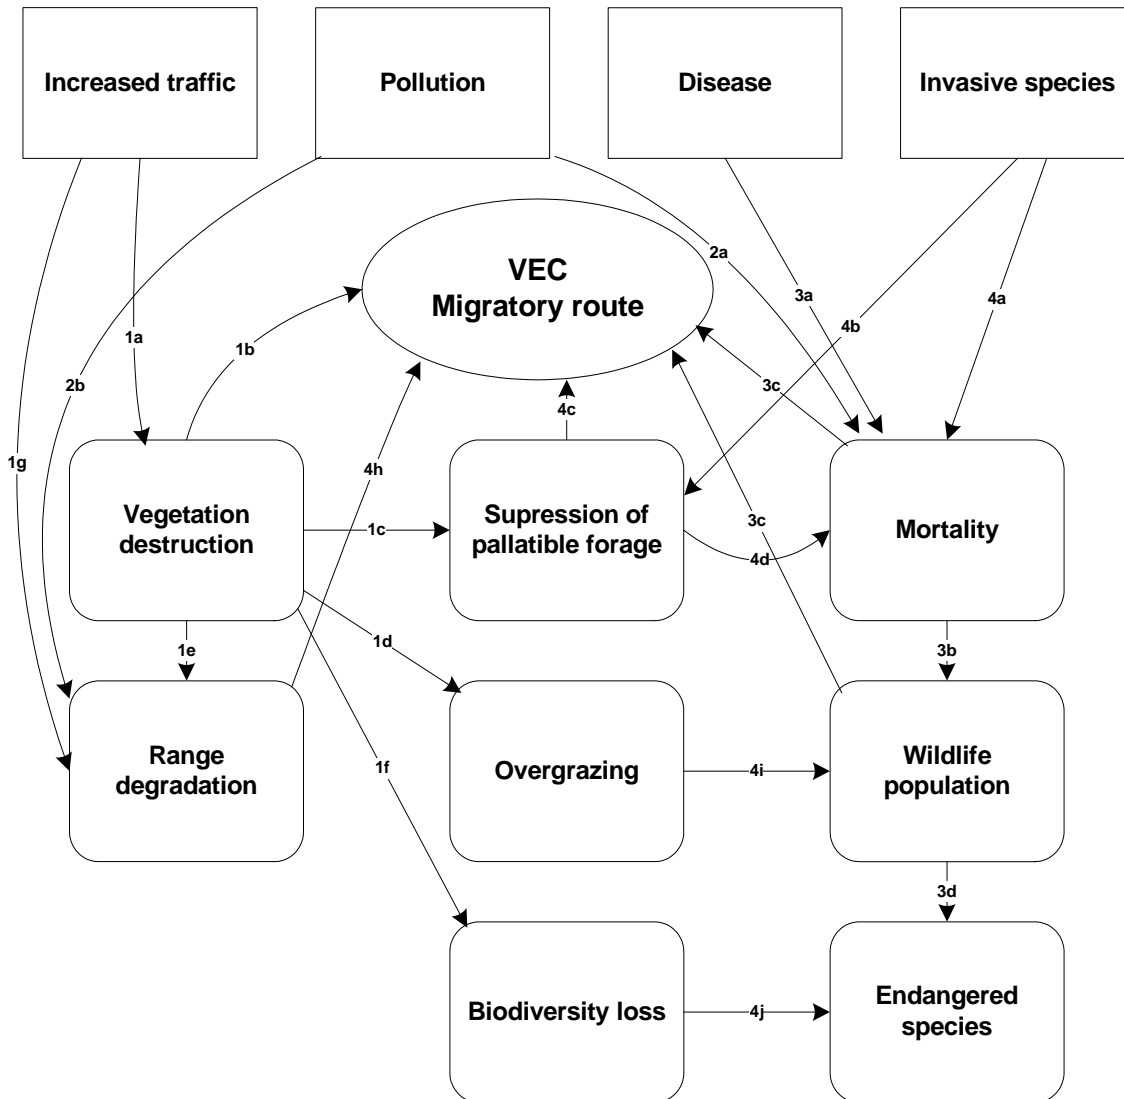 Increased traffic
Pollution
Disease
Invasive species
VEC
Migratory route
2a
3a
4a
4b
1a
1b
2b
3c
4c
1g
4h
Vegetation
destruction
1c
Supression of
pallatible forage
3c
4d
Mortality
1e
1d
3b
Range
degradation
1f
Overgrazing
4i
Wildlife
population
3d
Biodiversity loss
4j
Endangered
species